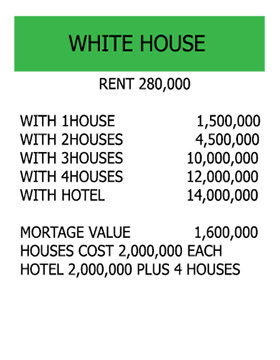 WHITE HOUSE
RENT 280,000
WITH 1HOUSE 1,500,000
WITH 2HOUSES 4,500,000
WITH 3HOUSES 10,000,000
WITH 4HOUSES 12,000,000
WITH HOTEL 14,000,000
MORTAGE VALUE 1,600,000
HOUSES COST 2,000,000 EACH
HOTEL 2,000,000 PLUS 4 HOUSES